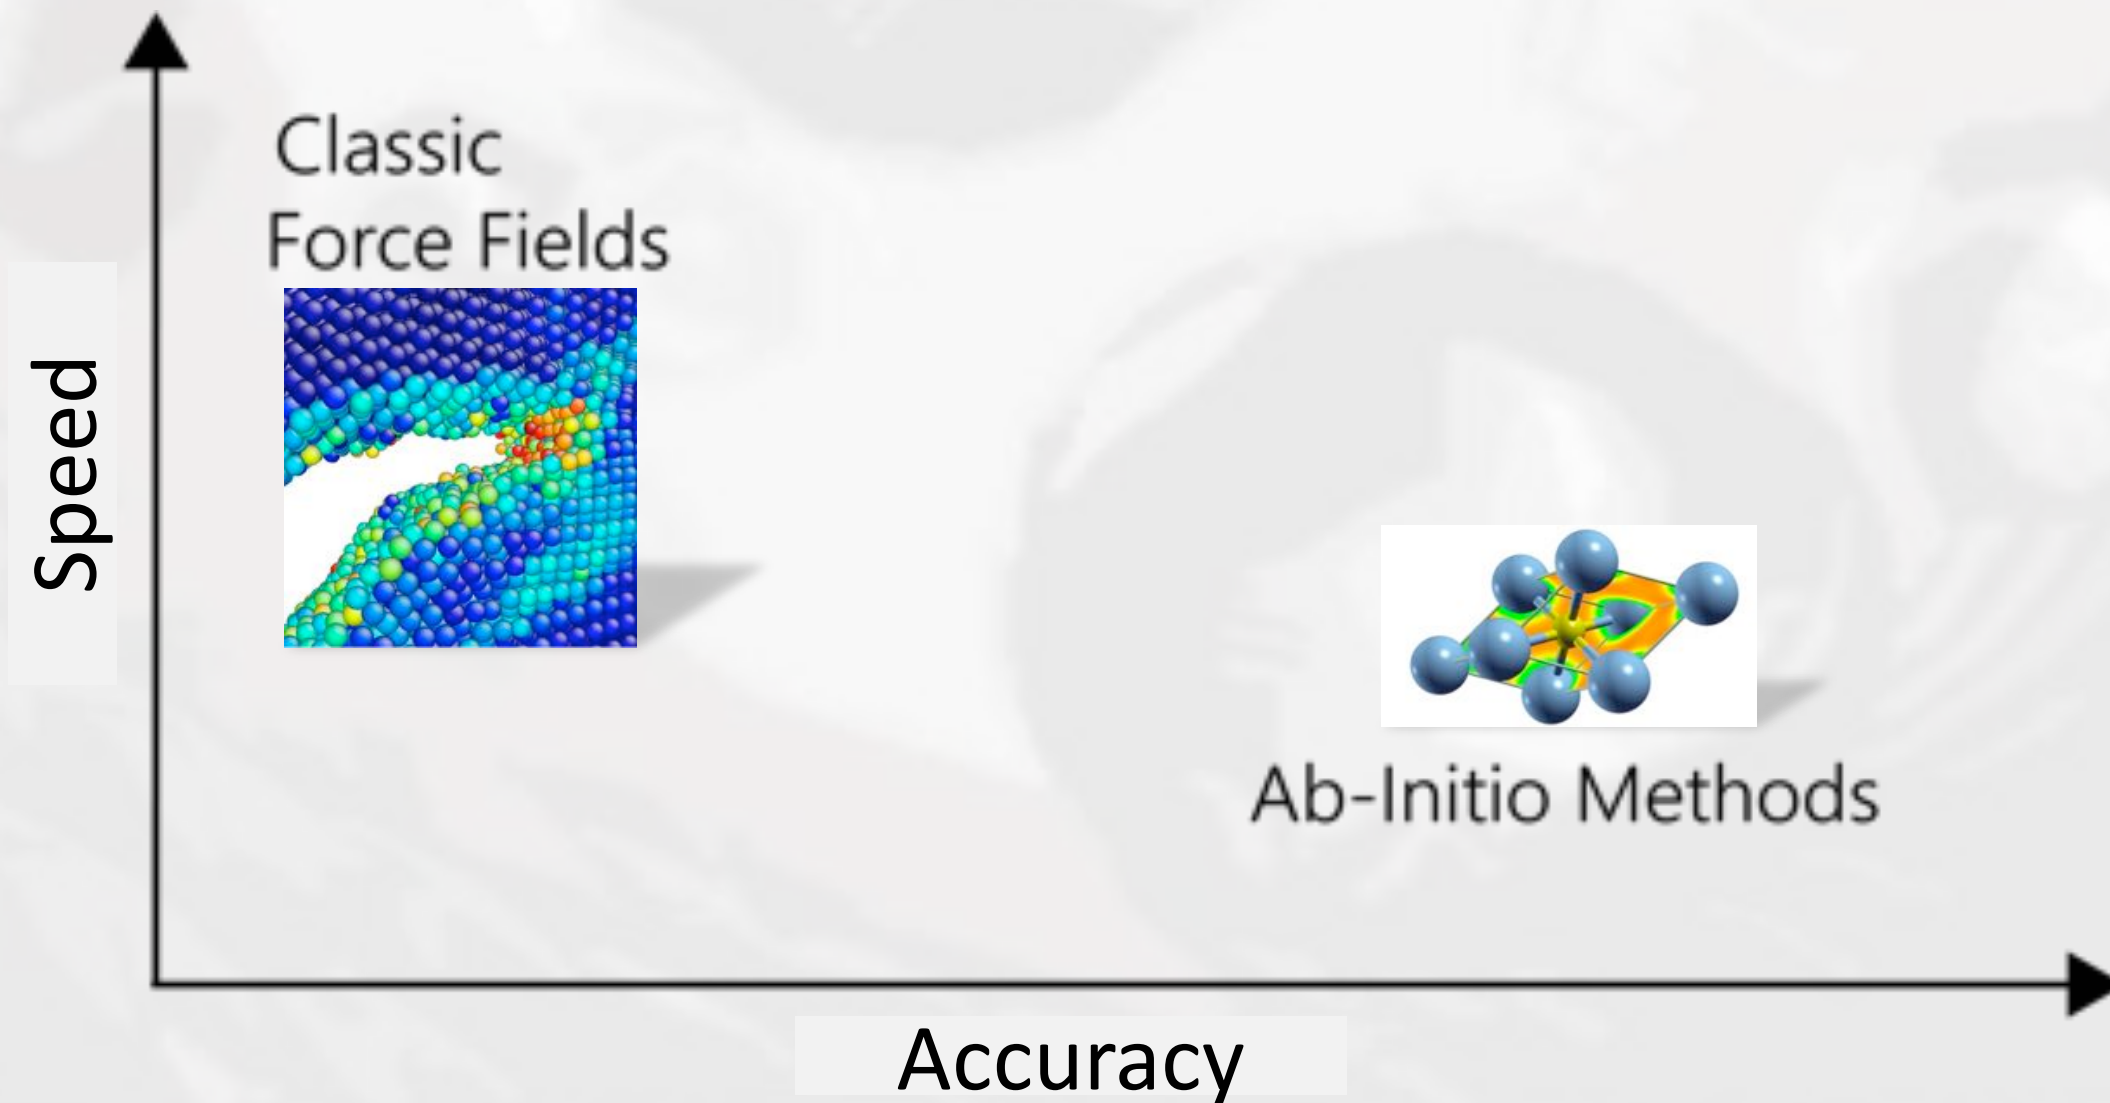 Classic
Force Fields
Speed
Ab-Initio Methods
Accuracy